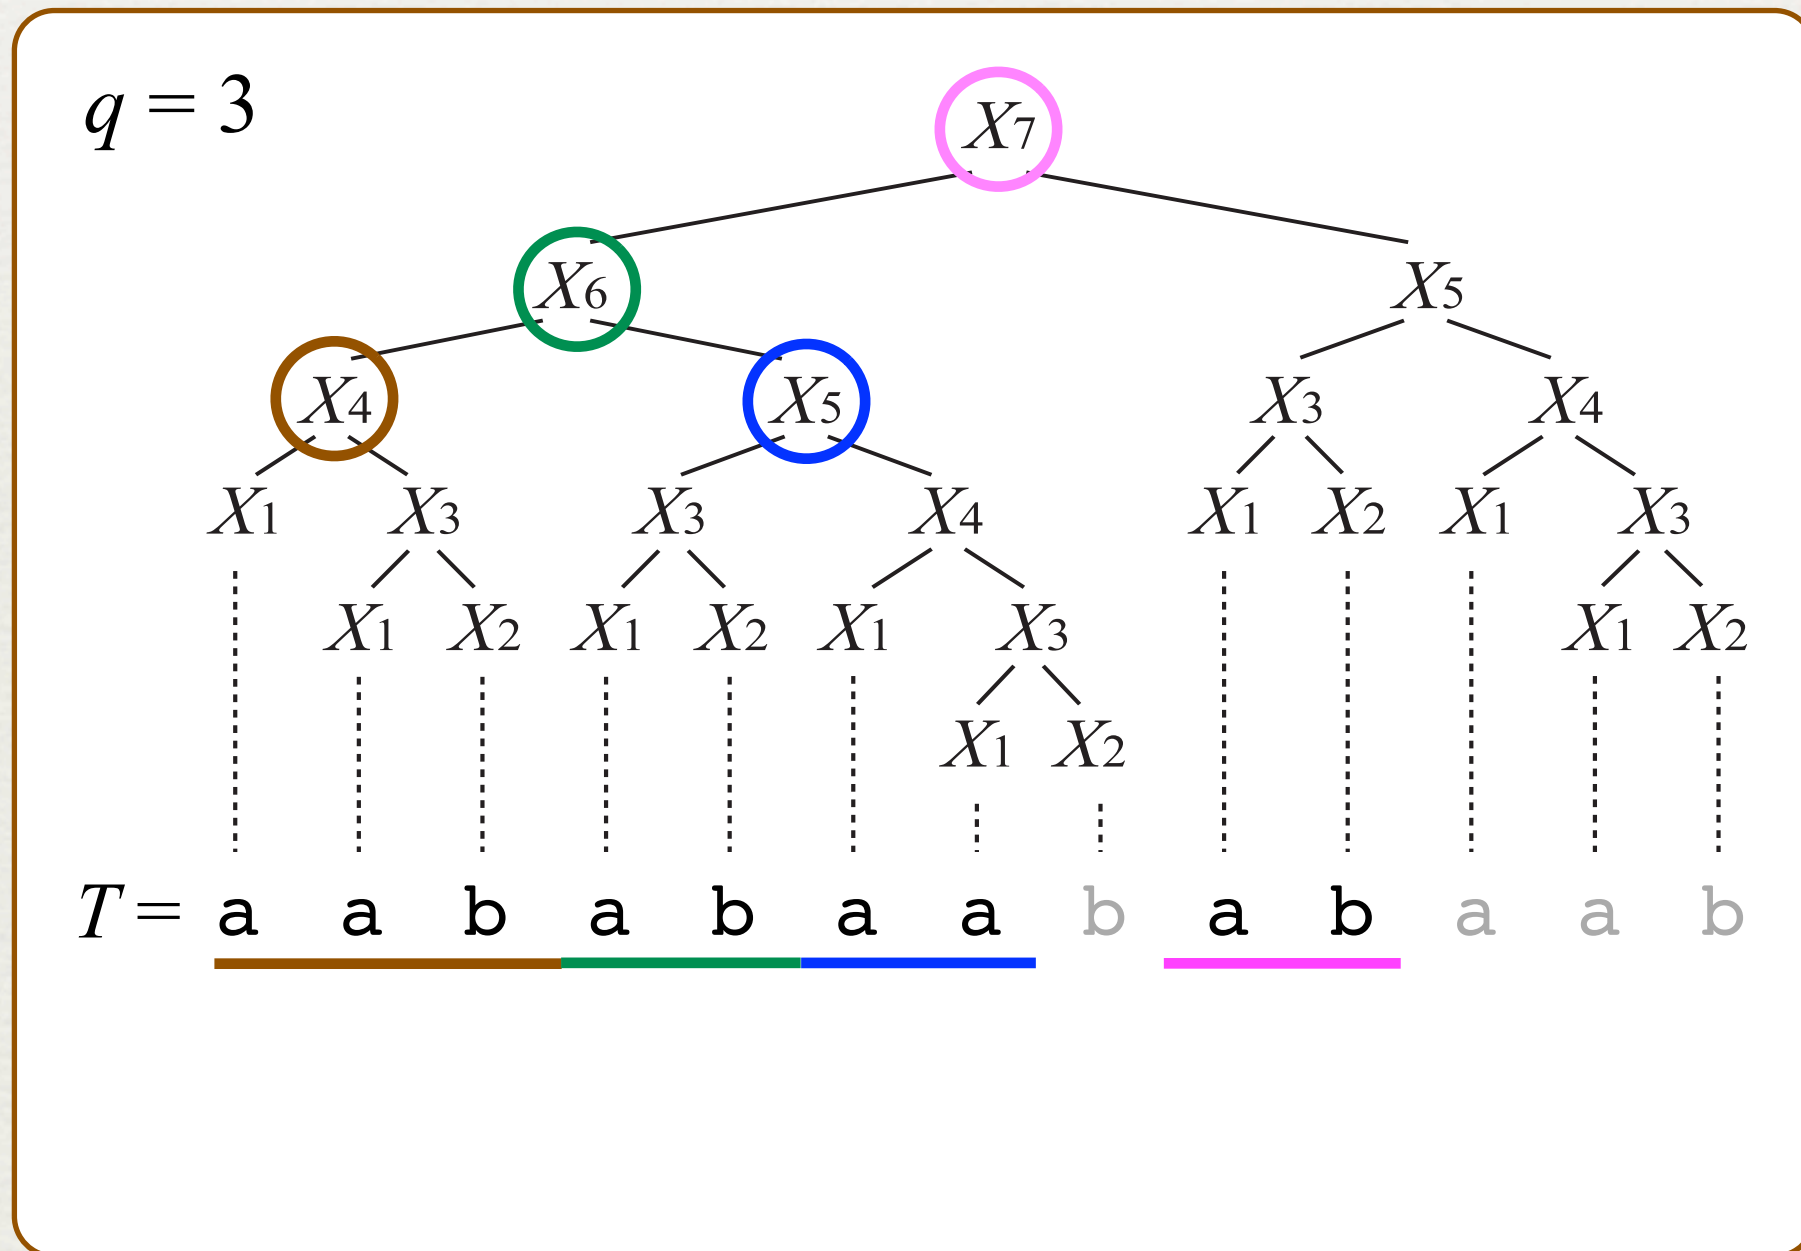 q = 3
X7
X6 X5
X4 X5 X3 X4
X1 X3 X3 X4 X1 X2 X1 X3
X1 X2 X1 X2 X1 X3 X1 X2
X1 X2
T = a a b a b a a b a b a a b